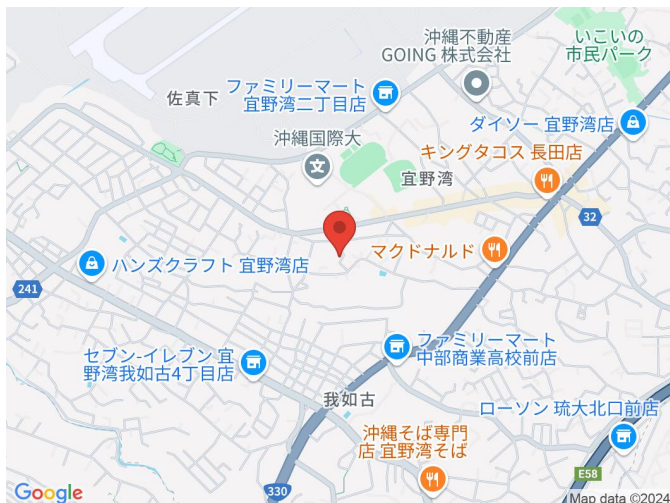 沖縄不動産
GOING 株式会社
いこいの
市民パーク
ファミリーマート
宜野湾二丁目店
佐真下
ダイソー 宜野湾店
沖縄国際大
キングタコス 長田店
宜野湾
32
マクドナルド
ハンズクラフト 宜野湾店
241
ファミリーマート
中部商業高校前店
セブン-イレブン 宜
野湾我如古4丁目店
我如古
ローソン 琉大北口前店
沖縄そば専門
店 宜野湾そば
E58
330
Google
Map data ©2024